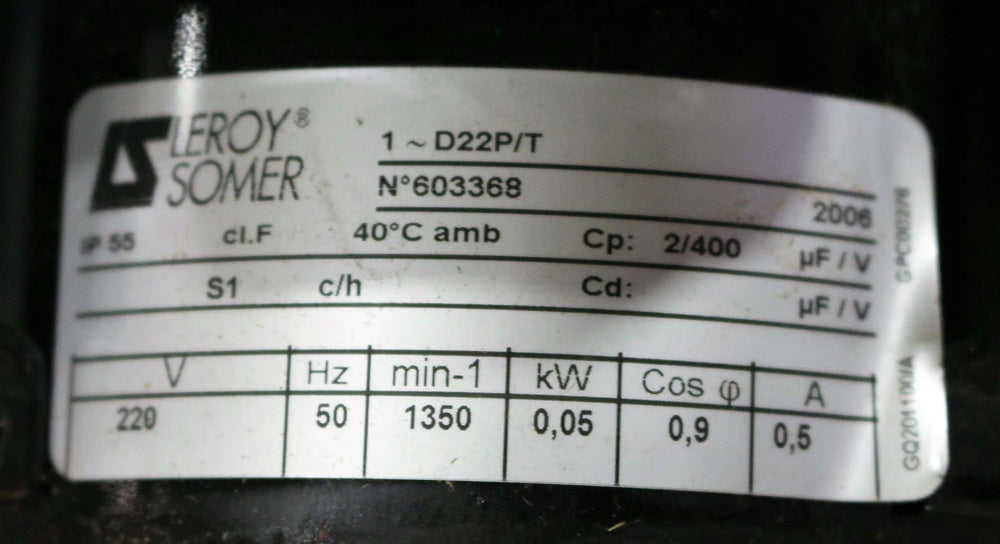 LEROY®
SOMER
1 ~ D22P/T
N°603368
2006
IP 55 cl.F 40°C amb Cp: 2/400 µF / V
S1 c/h Cd: µF / V
V Hz min-1 kW Cos φ A
220 50 1350 0,05 0,9 0,5